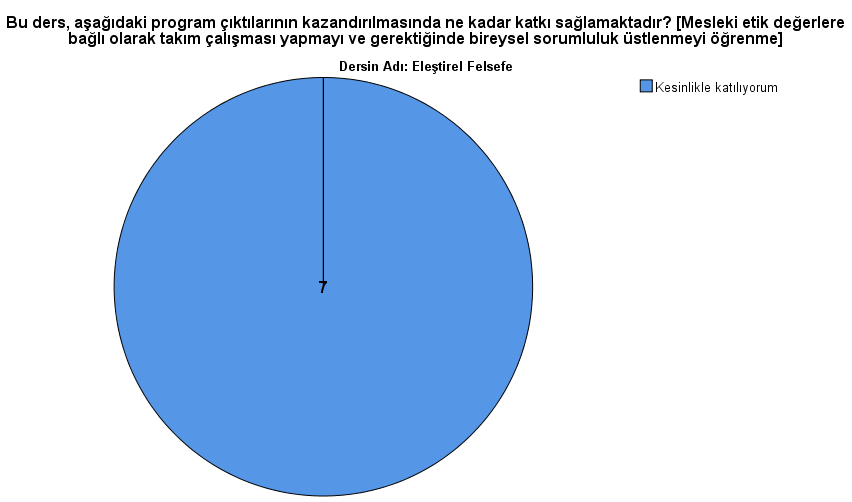 Bu ders, aşağıdaki program çıktılarının kazandırılmasında ne kadar katkı sağlamaktadır? [Mesleki etik değerlere
bağlı olarak takım çalışması yapmayı ve gerektiğinde bireysel sorumluluk üstlenmeyi öğrenme]
Dersin Adı: Eleştirel Felsefe
Kesinlikle katılıyorum
7